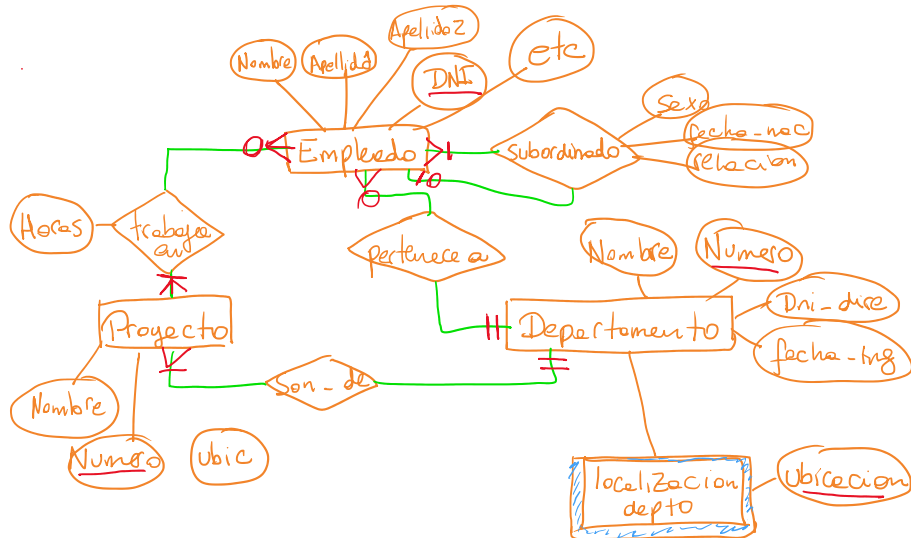 Nombre
Apellid1
Apellido2
DNI
etc
Empleado
subordinado
sexo
fecha_nac
relacion
Horas
trabaja
en
pertenece a
Nombre
Numero
Proyecto
Departamento
Dni_dire
fecha_ing
son_de
Nombre
Numero
ubic
localizacion
depto
ubicacion